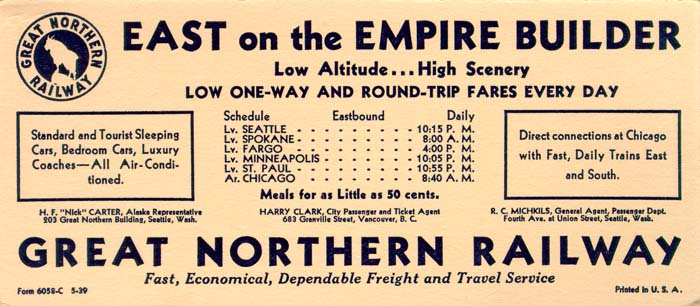 GREAT NORTHERN RAILWAY
EAST on the EMPIRE BUILDER
Low Altitude...High Scenery
LOW ONE-WAY AND ROUND-TRIP FARES EVERY DAY
Standard and Tourist Sleeping
Cars, Bedroom Cars, Luxury
Coaches—All Air-Condi-
tioned.
Schedule Eastbound Daily
Lv. SEATTLE - - - - - - - - - 10:15 P. M.
Lv. SPOKANE - - - - - - - - - 8:00 A. M.
Lv. FARGO - - - - - - - - - - 4:00 P. M.
Lv. MINNEAPOLIS - - - - - - 10:05 P. M.
Lv. ST. PAUL - - - - - - - - 10:55 P. M.
Ar. CHICAGO - - - - - - - - 8:40 A. M.
Meals for as Little as 50 cents.
Direct connections at Chicago
with Fast, Daily Trains East
and South.
H. F. "Nick" CARTER, Alaska Representative
203 Great Northern Building, Seattle, Wash.
HARRY CLARK, City Passenger and Ticket Agent
683 Granville Street, Vancouver, B. C.
R. C. MICHKILS, General Agent, Passenger Dept.
Fourth Ave. at Union Street, Seattle, Wash.
GREAT NORTHERN RAILWAY
Fast, Economical, Dependable Freight and Travel Service
Form 6058-C 5-39
Printed in U. S. A.